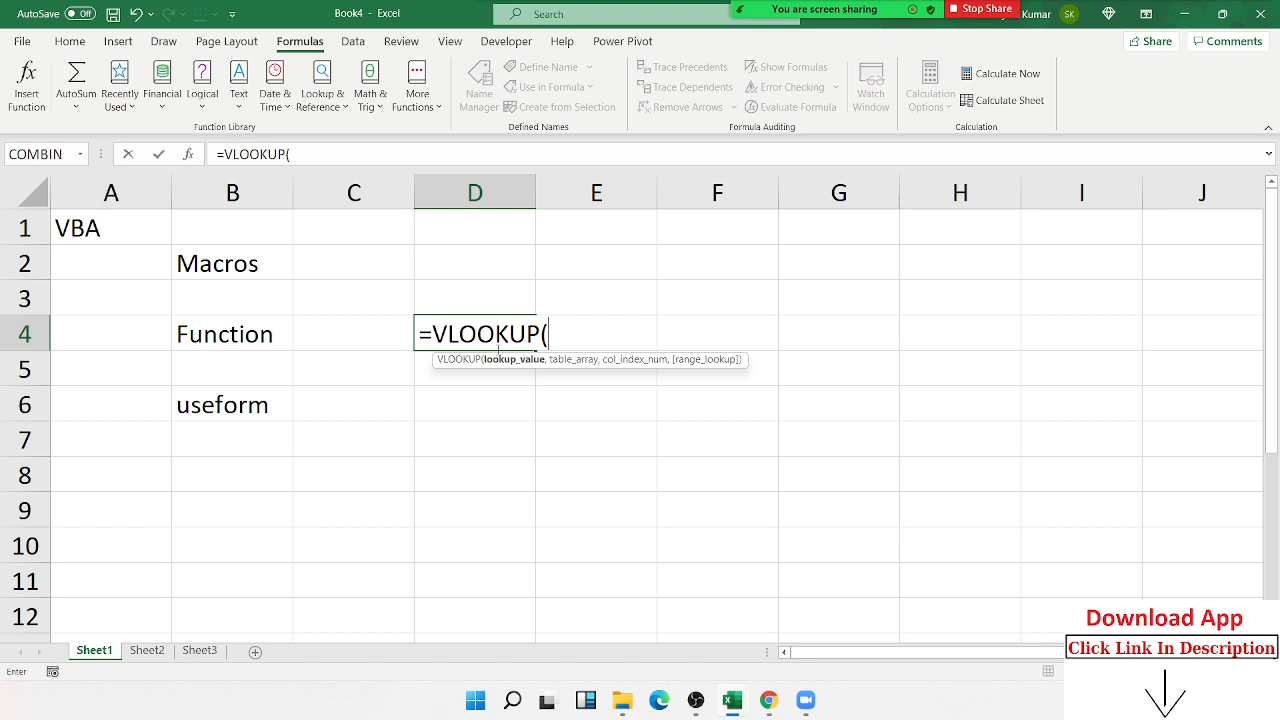 AutoSave Off Book4 - Excel Search You are screen sharing Stop Share Kumar SK
File Home Insert Draw Page Layout Formulas Data Review View Developer Help Power Pivot Share Comments
fx Insert Function
AutoSum
Recently Used
Financial
Logical
Text
Date & Time
Lookup & Reference
Math & Trig
More Functions
Function Library
Name Manager
Define Name
Use in Formula
Create from Selection
Defined Names
Trace Precedents
Trace Dependents
Remove Arrows
Show Formulas
Error Checking
Evaluate Formula
Formula Auditing
Watch Window
Calculation Options
Calculate Now
Calculate Sheet
Calculation
COMBIN fx =VLOOKUP(
A B C D E F G H I J
1 VBA
2 Macros
3
4 Function =VLOOKUP(
VLOOKUP(lookup_value, table_array, col_index_num, [range_lookup])
5
6 useform
7
8
9
10
11
12
Download App
Click Link In Description
Sheet1 Sheet2 Sheet3
Enter